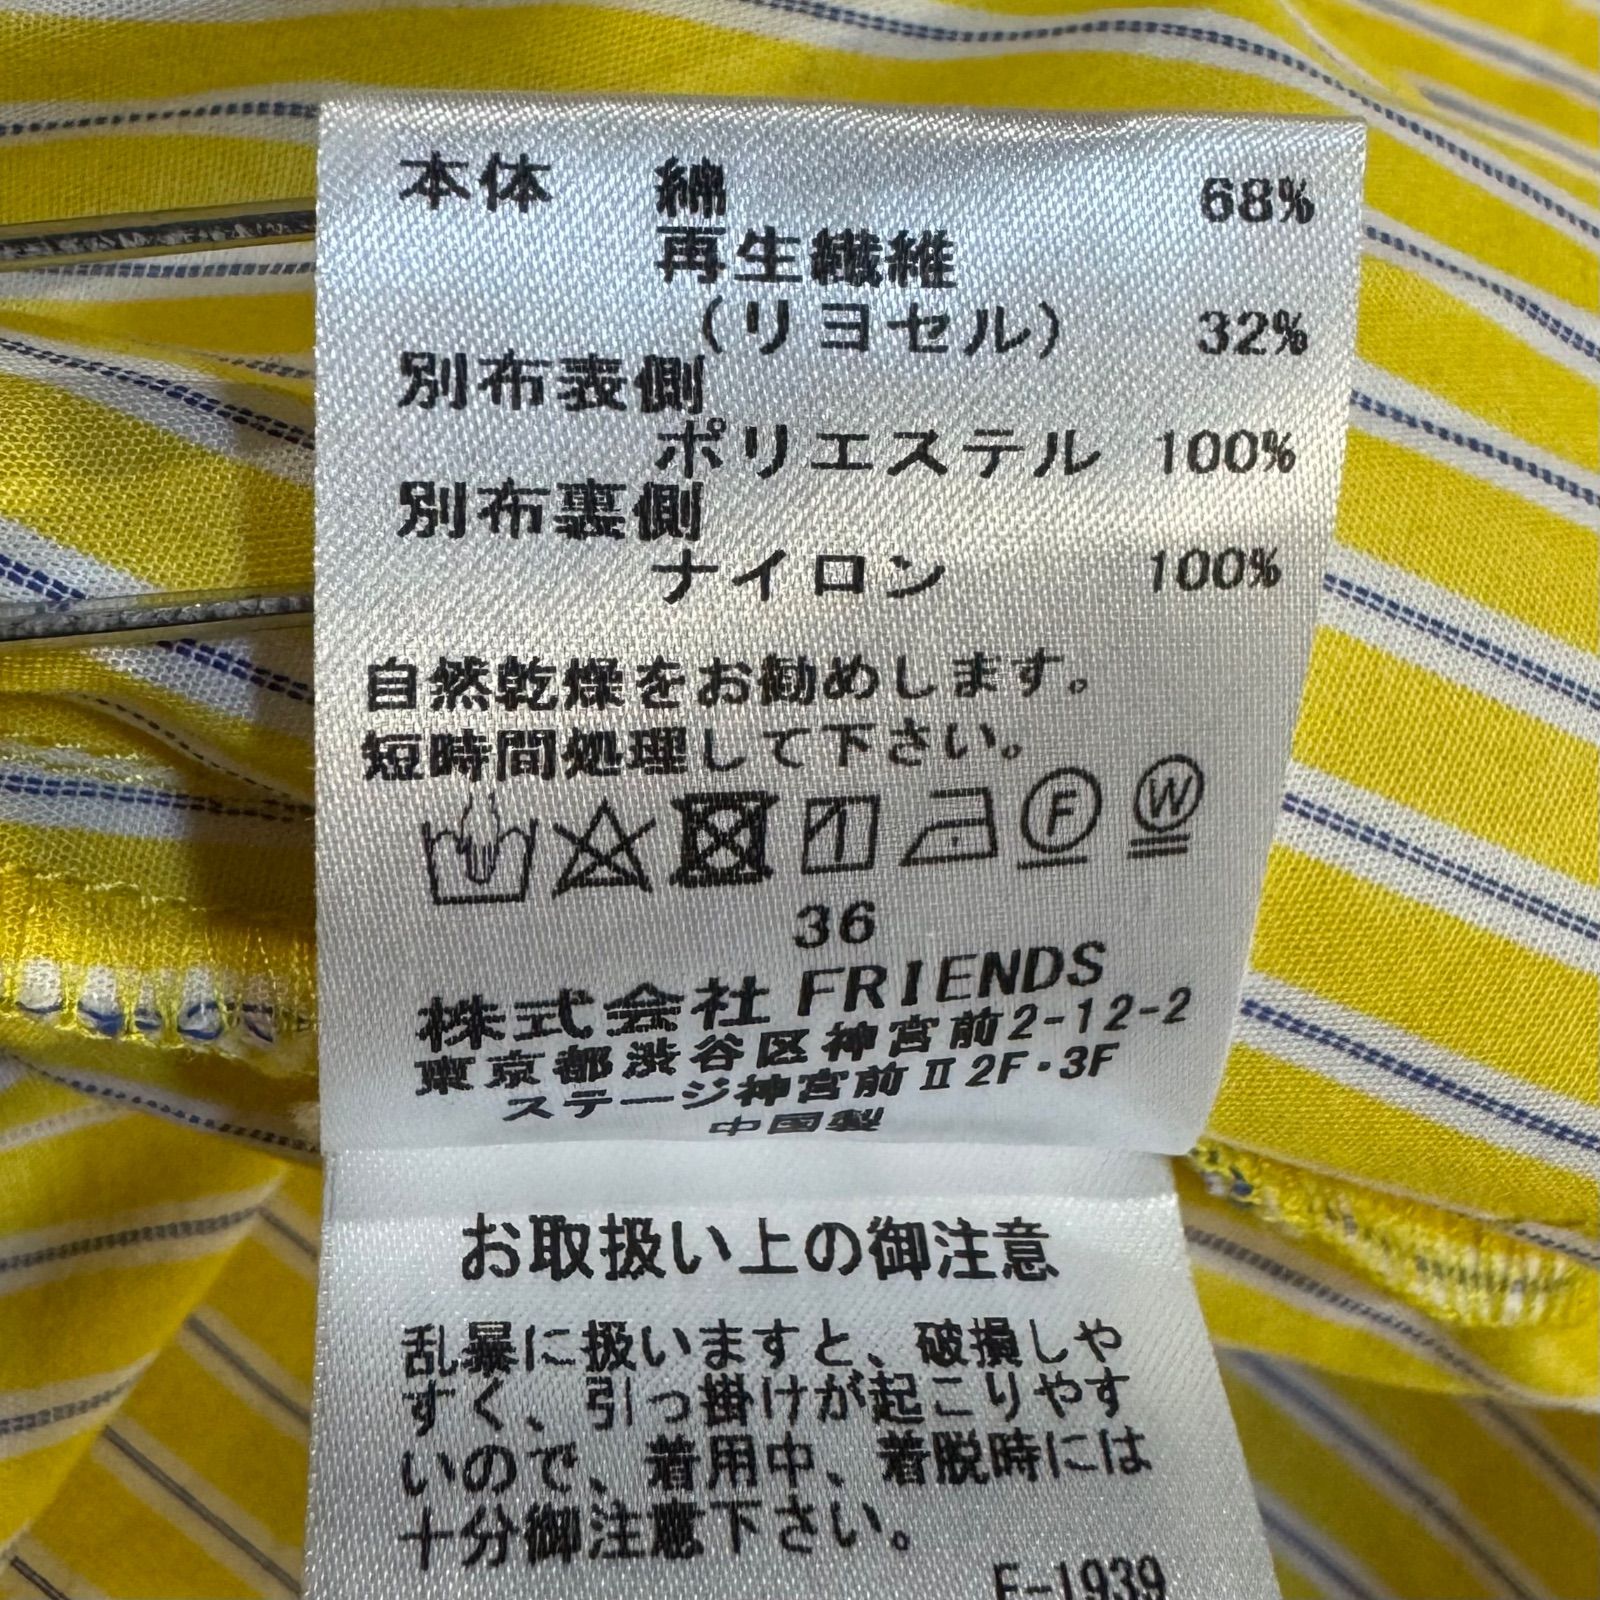 本体 綿 68%
再生繊維
(リヨセル) 32%
別布表側
ポリエステル 100%
別布裏側
ナイロン 100%
自然乾燥をお勧めします。
短時間処理して下さい。
F W
36
株式会社 FRIENDS
東京都渋谷区神宮前2-12-2
ステージ神宮前Ⅱ2F・3F
中国製
お取扱い上の御注意
乱暴に扱いますと、破損しや
すく、引っ掛けが起こりやす
いので、着用中、着脱時には
十分御注意下さい。
F-1939